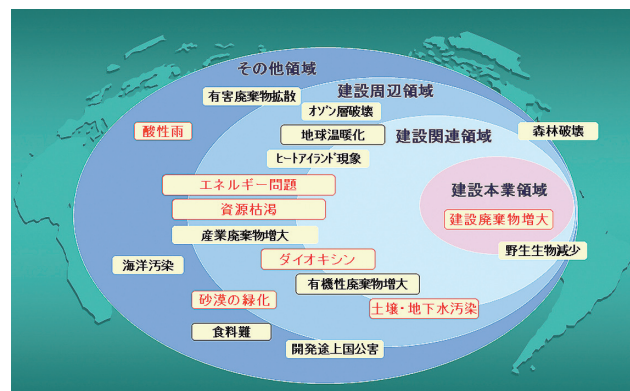 その他領域
建設周辺領域
有害廃棄物拡散
オゾン層破壊
酸性雨
地球温暖化
建設関連領域
森林破壊
ヒートアイランド現象
エネルギー問題
建設本業領域
資源枯渇
建設廃棄物増大
産業廃棄物増大
野生生物減少
海洋汚染
ダイオキシン
有機性廃棄物増大
砂漠の緑化
土壌・地下水汚染
食料難
開発途上国公害